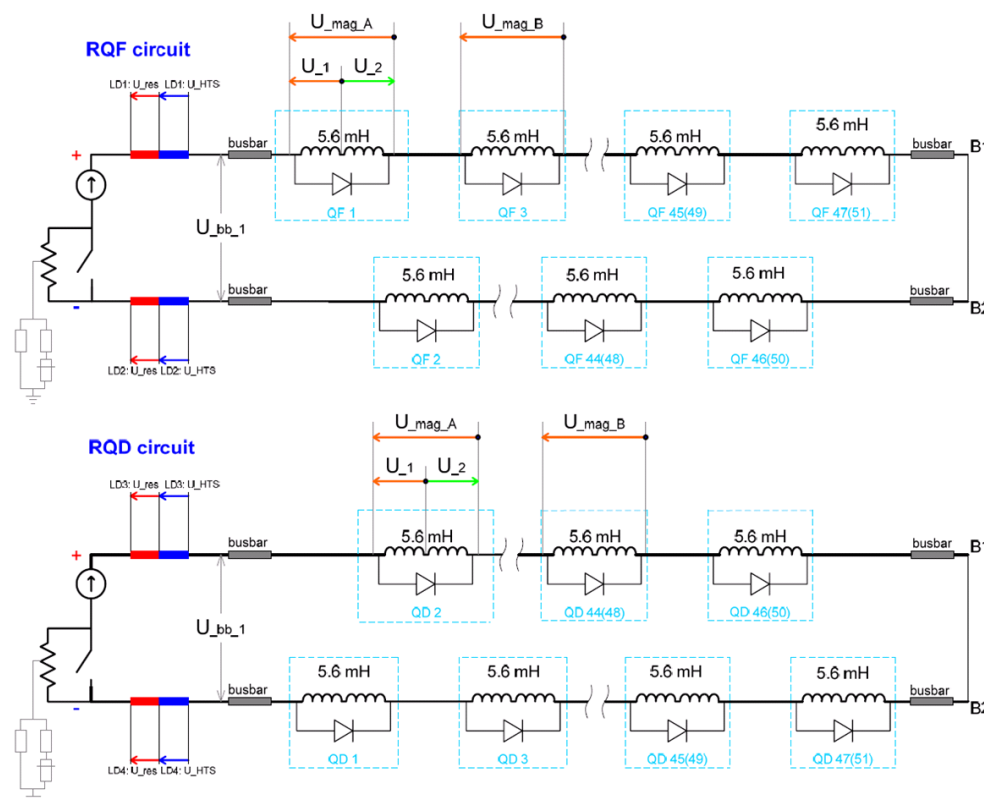 U_mag_A U_mag_B
RQF circuit
U_1 U_2
LD1: U_res LD1: U_HTS
5.6 mH 5.6 mH 5.6 mH 5.6 mH
+ busbar busbar B1
QF 1 QF 3 QF 45(49) QF 47(51)
U_bb_1
5.6 mH 5.6 mH 5.6 mH
- busbar busbar B2
QF 2 QF 44(48) QF 46(50)
LD2: U_res LD2: U_HTS
U_mag_A U_mag_B
RQD circuit
U_1 U_2
LD3: U_res LD3: U_HTS
5.6 mH 5.6 mH 5.6 mH
+ busbar busbar B1
QD 2 QD 44(48) QD 46(50)
U_bb_1
5.6 mH 5.6 mH 5.6 mH 5.6 mH
- busbar busbar B2
QD 1 QD 3 QD 45(49) QD 47(51)
LD4: U_res LD4: U_HTS